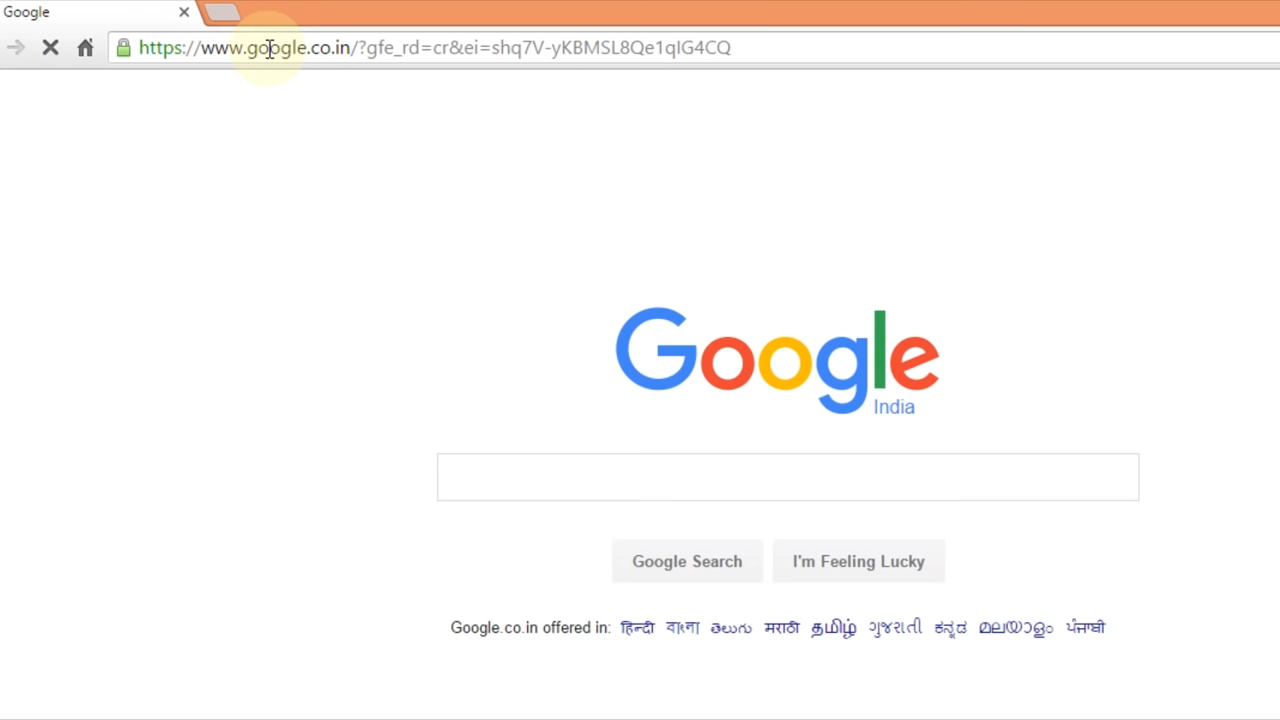 Google
https://www.google.co.in/?gfe_rd=cr&ei=shq7V-yKBMSL8Qe1qIG4CQ
Google
India
Google Search I'm Feeling Lucky
Google.co.in offered in: हिन्दी বাংলা తెలుగు मराठी தமிழ் ગુજરાતી ಕನ್ನಡ മലയാളം ਪੰਜਾਬੀ